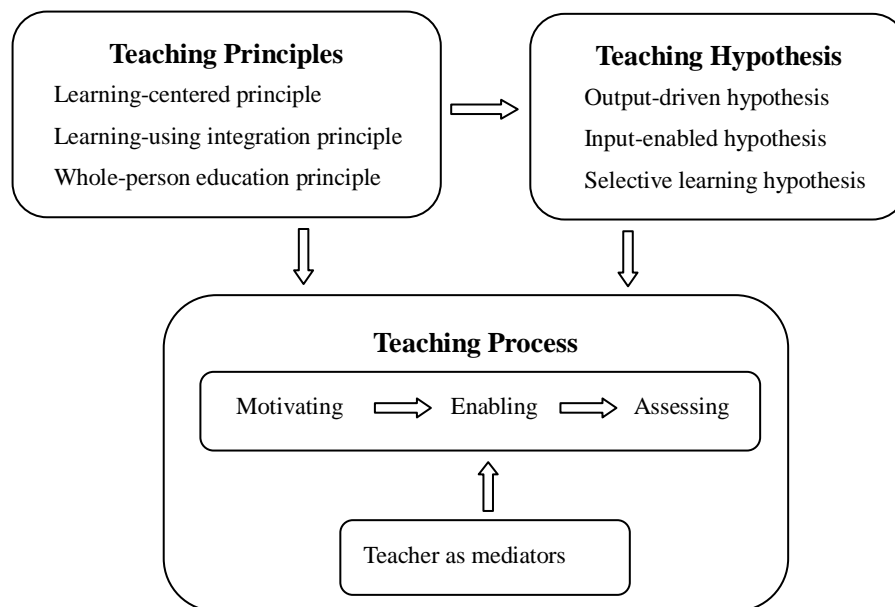 Teaching Principles
Learning-centered principle
Learning-using integration principle
Whole-person education principle
Teaching Hypothesis
Output-driven hypothesis
Input-enabled hypothesis
Selective learning hypothesis
Teaching Process
Motivating Enabling Assessing
Teacher as mediators